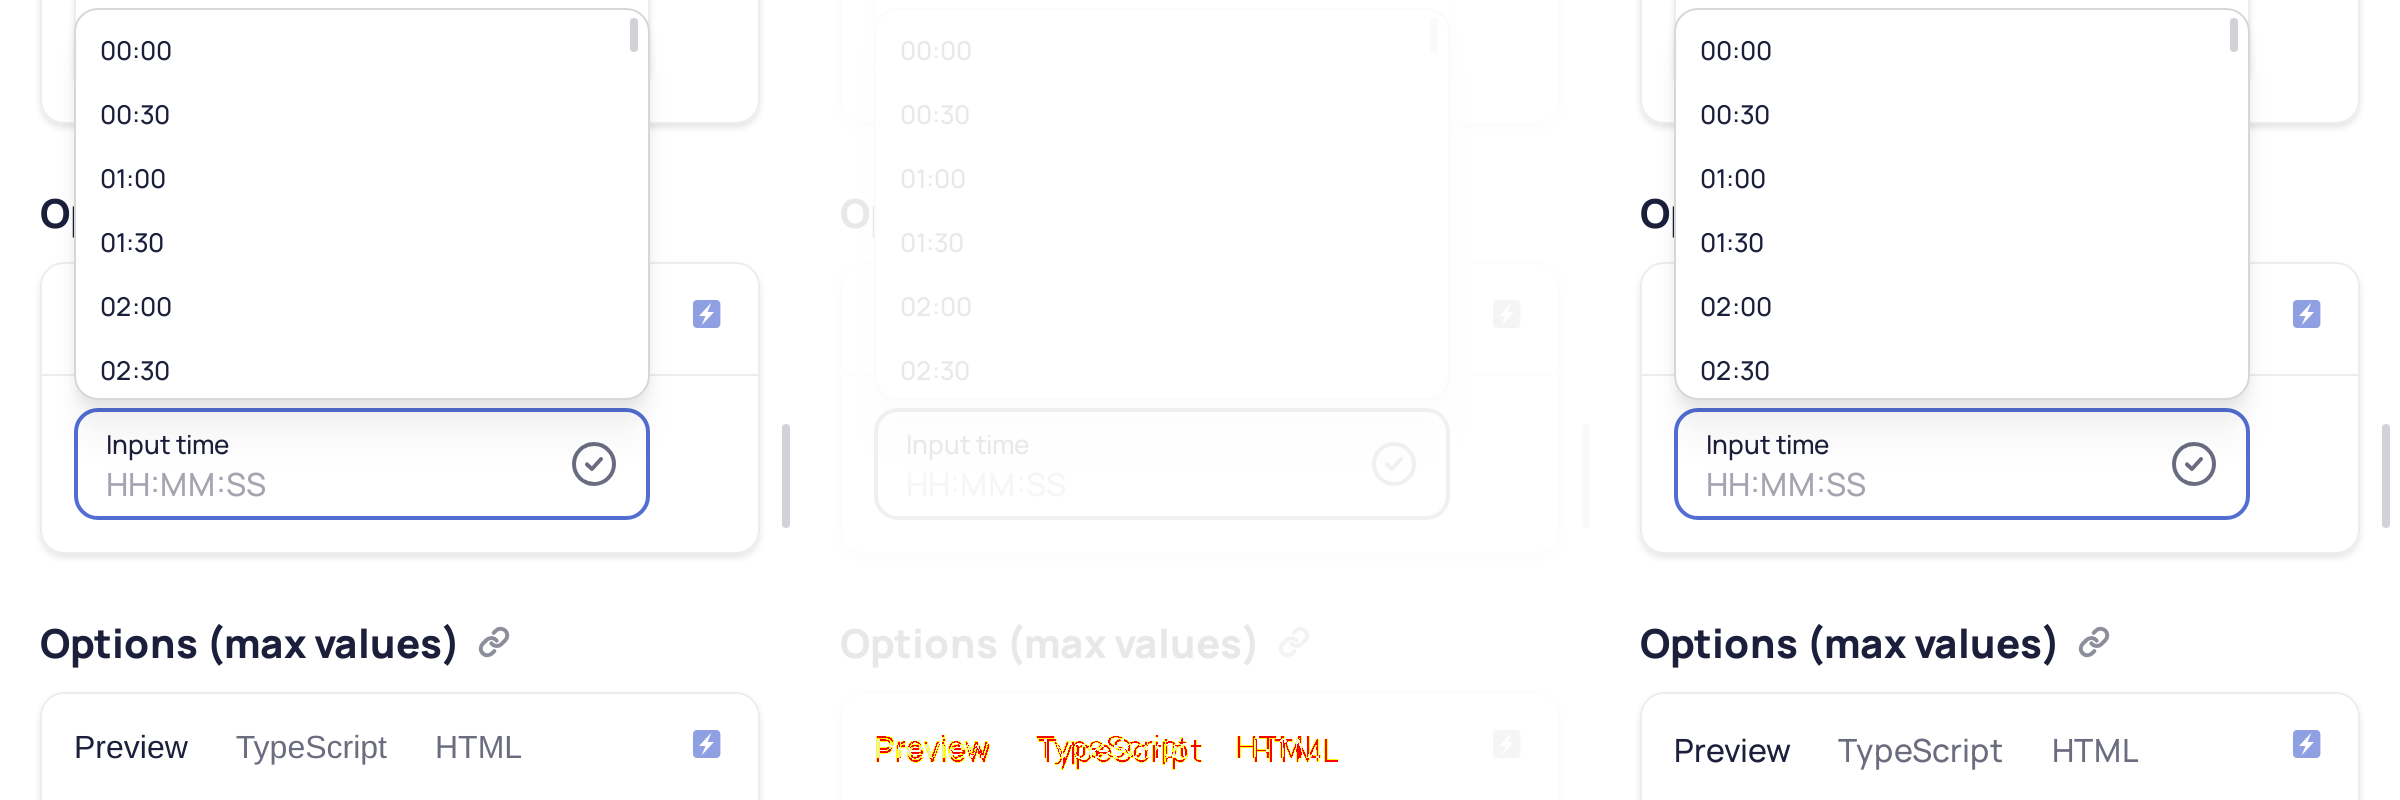 00:00
00:30
01:00
Op
01:30
02:00
02:30
Input time
HH:MM:SS
Options (max values)
Preview TypeScript HTML
00:00
00:30
01:00
Op
01:30
02:00
02:30
Input time
HH:MM:SS
Options (max values)
Preview TypeScript HTML
00:00
00:30
01:00
Op
01:30
02:00
02:30
Input time
HH:MM:SS
Options (max values)
Preview TypeScript HTML